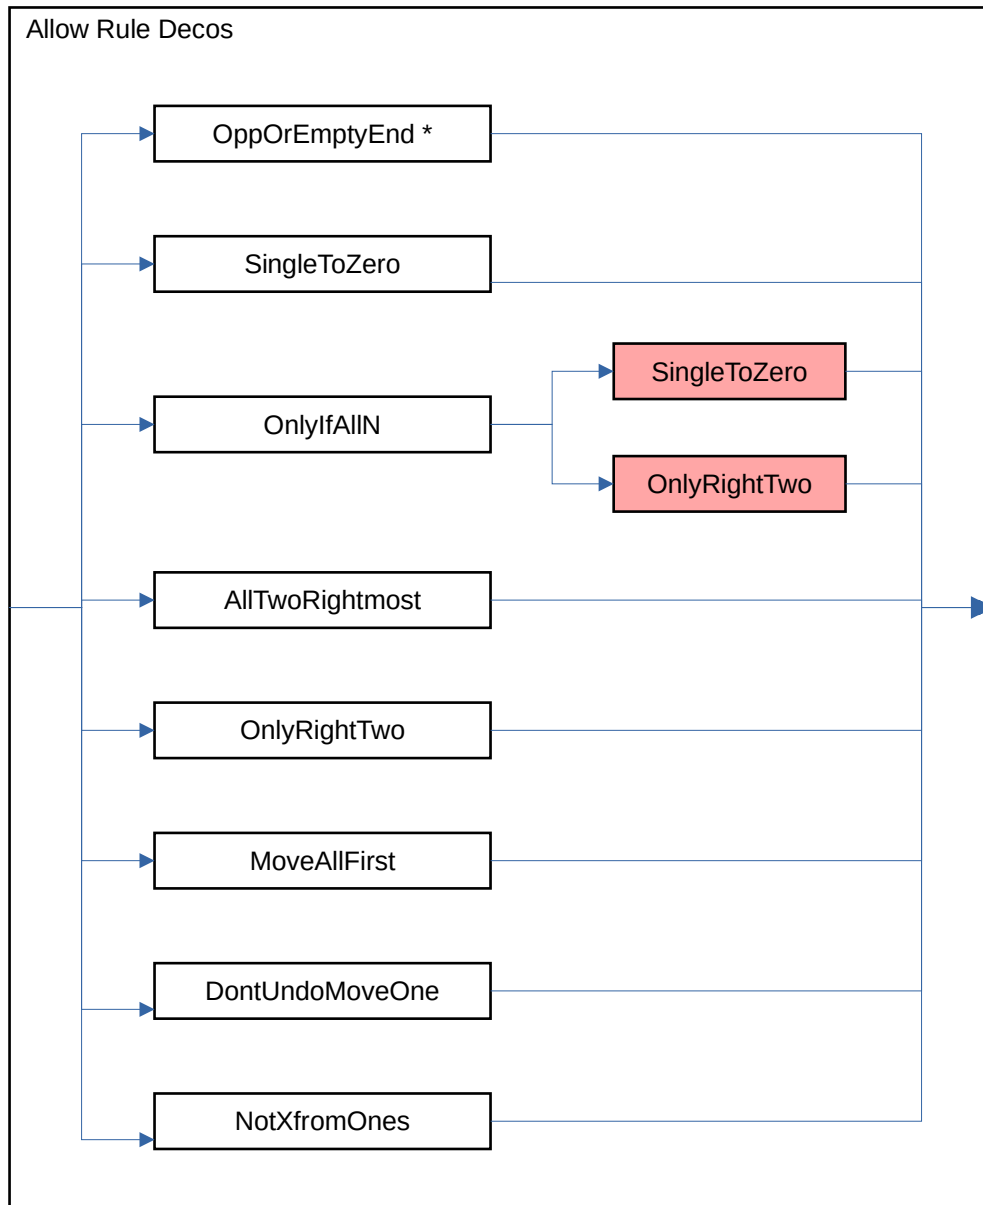 Allow Rule Decos
OppOrEmptyEnd *
SingleToZero
SingleToZero
OnlyIfAllN
OnlyRightTwo
AllTwoRightmost
OnlyRightTwo
MoveAllFirst
DontUndoMoveOne
NotXfromOnes